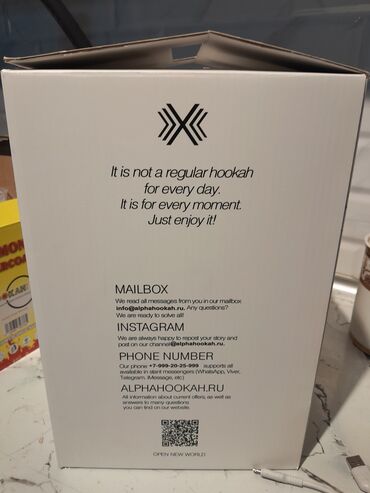 It is not a regular hookah
for every day.
It is for every moment.
Just enjoy it!
MAILBOX
We read all messages from you in our mailbox
info@alphahookah.ru. Any questions?
We are ready to solve all!
INSTAGRAM
We are always happy to repost your story and
post on our channel@alphahookah.ru.
PHONE NUMBER
Our phone +7-999-20-25-999 supports all
available in stant messengers (WhatsApp, Viver,
Telegram, iMessage, etc)
ALPHAHOOKAH.RU
All information about current offers, as well as
answers to many questions
you can find on our website.
OPEN NEW WORLD!
MON